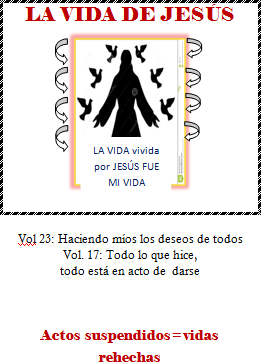 LA VIDA DE JESÚS
LA VIDA vivida
por JESÚS FUE
MI VIDA
Vol 23: Haciendo míos los deseos de todos
Vol. 17: Todo lo que hice,
todo está en acto de darse
Actos suspendidos=vidas
rehechas